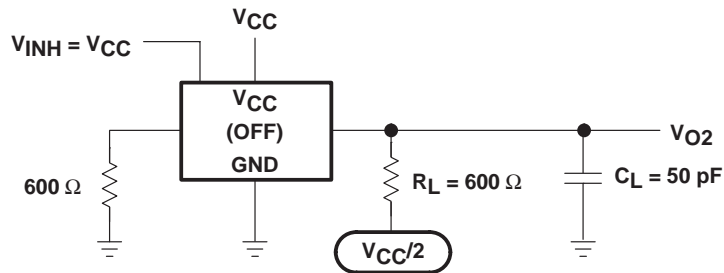 VCC
VINH = VCC
VCC
(OFF)
GND
VO2
600 Ω
RL = 600 Ω
CL = 50 pF
VCC/2